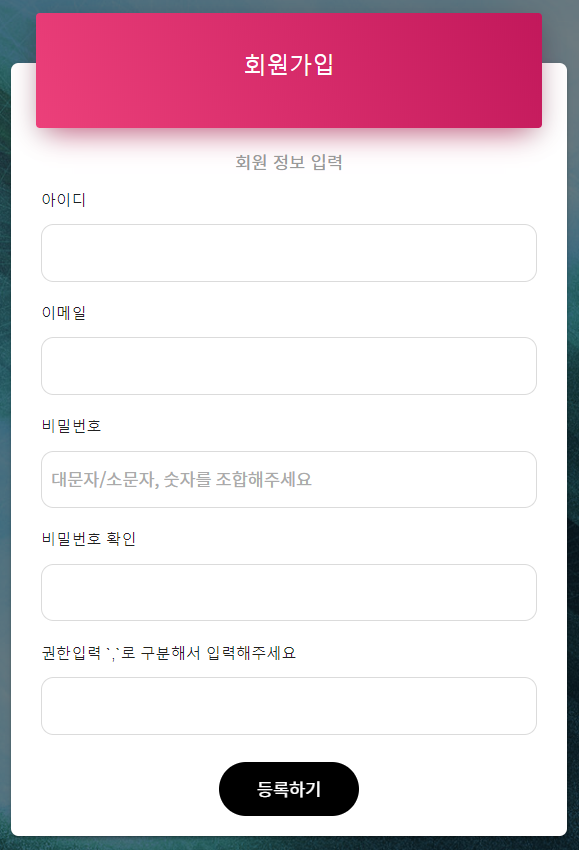 회원가입
회원 정보 입력
아이디
이메일
비밀번호
대문자/소문자, 숫자를 조합해주세요
비밀번호 확인
권한입력 `,`로 구분해서 입력해주세요
등록하기